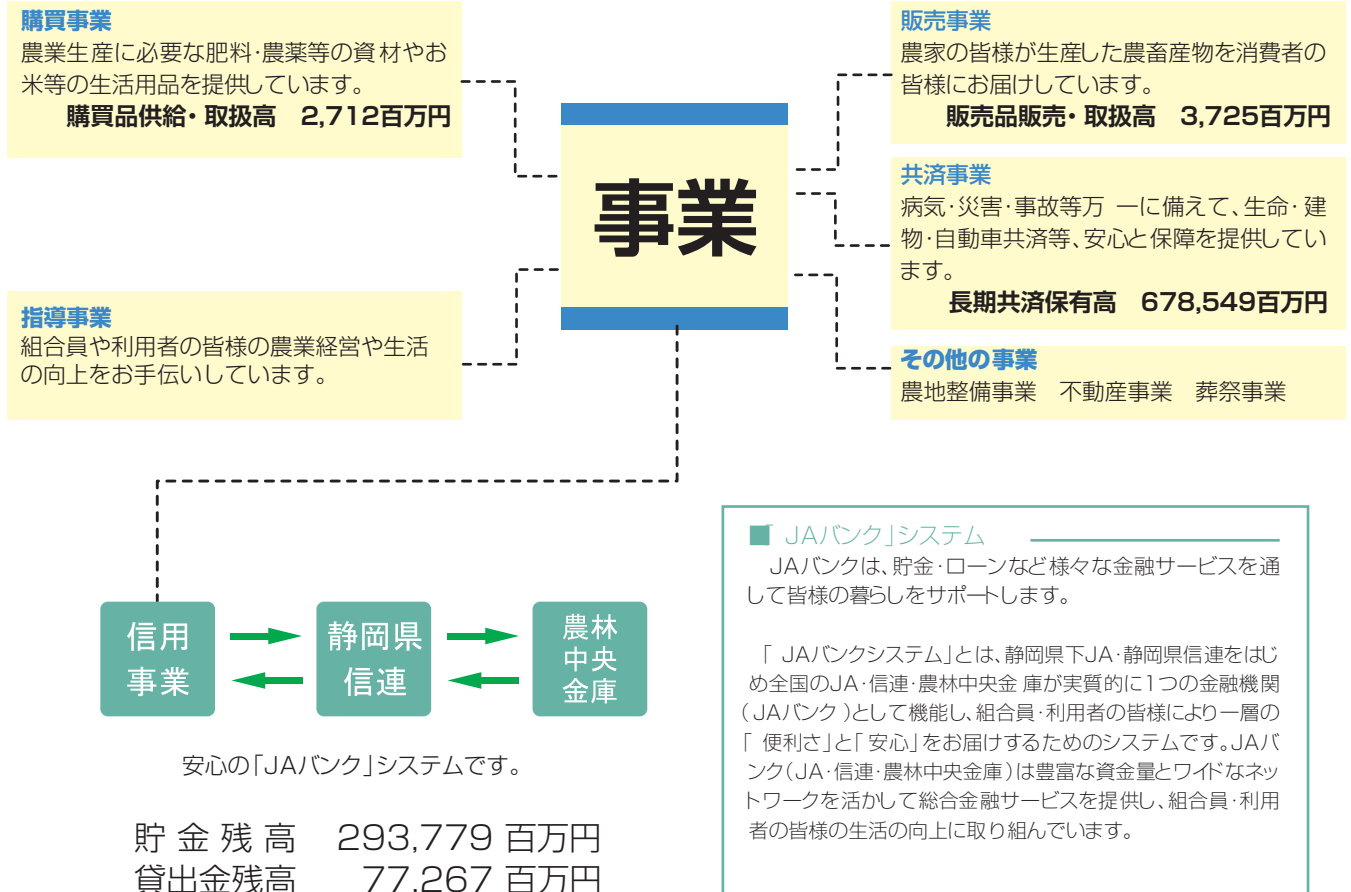 購買事業
農業生産に必要な肥料・農薬等の資材やお
米等の生活用品を提供しています。
購買品供給・取扱高　2,712百万円
指導事業
組合員や利用者の皆様の農業経営や生活
の向上をお手伝いしています。
事業
販売事業
農家の皆様が生産した農畜産物を消費者の
皆様にお届けしています。
販売品販売・取扱高　3,725百万円
共済事業
病気・災害・事故等万 一に備えて、生命・建
物・自動車共済等、安心と保障を提供してい
ます。
長期共済保有高　678,549百万円
その他の事業
農地整備事業　不動産事業　葬祭事業
信用
事業
静岡県
信連
農林
中央
金庫
安心の「JAバンク」システムです。
貯 金 残 高　293,779 百万円
貸出金残高　77,267 百万円
■「JAバンク」システム
JAバンクは、貯金・ローンなど様々な金融サービスを通
して皆様の暮らしをサポートします。
「 JAバンクシステム」とは、静岡県下JA・静岡県信連をはじ
め全国のJA・信連・農林中央金 庫が実質的に1つの金融機関
( JAバンク )として機能し、組合員・利用者の皆様により一層の
「 便利さ」と「 安心」をお届けするためのシステムです。JAバ
ンク(JA・信連・農林中央金庫)は豊富な資金量とワイドなネッ
トワークを活かして総合金融サービスを提供し、組合員・利用
者の皆様の生活の向上に取り組んでいます。